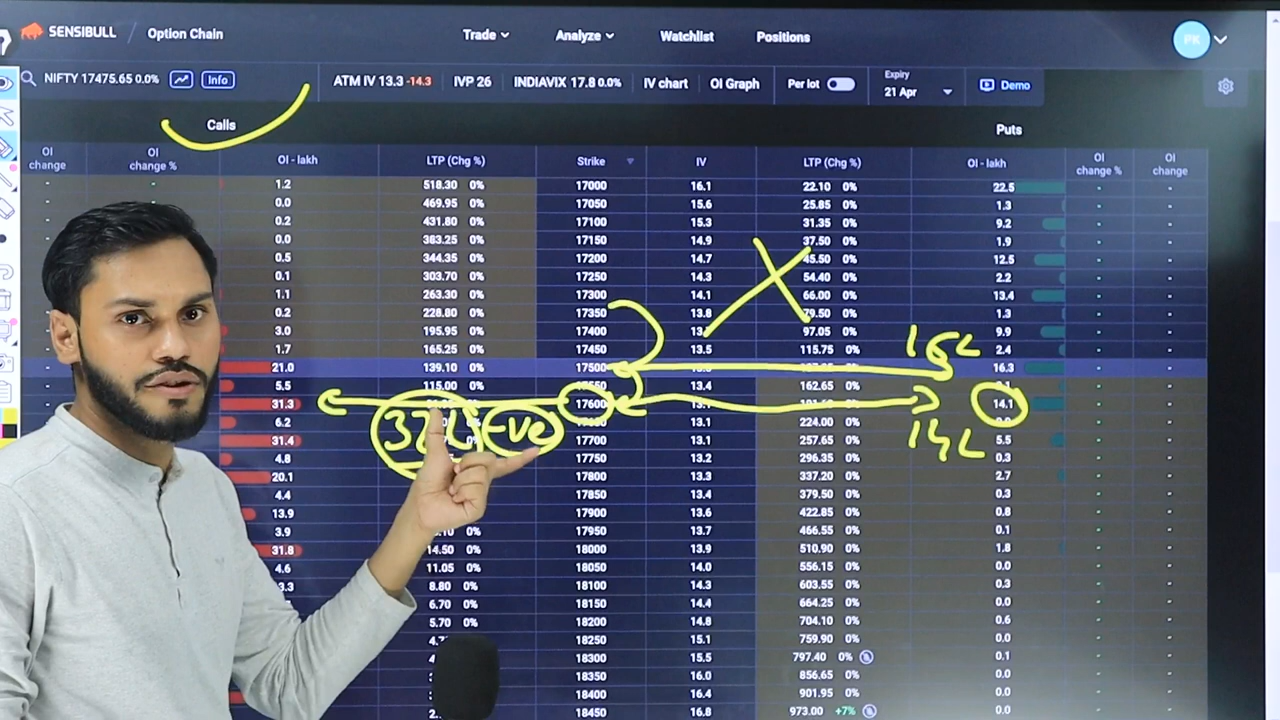 SENSIBULL / Option Chain Trade Analyze Watchlist Positions PK
NIFTY 17475.65 0.0% Info ATM IV 13.3 -14.3 IVP 26 INDIAVIX 17.8 0.0% IV chart OI Graph Per lot Expiry 21 Apr Demo
Calls Puts
OI change OI change % OI - lakh LTP (Chg %) Strike IV LTP (Chg %) OI - lakh OI change % OI change
- - 1.2 518.30 0% 17000 16.1 22.10 0% 22.5 - -
- 0.0 469.95 0% 17050 15.6 25.85 0% 1.3 - -
0.2 431.80 0% 17100 15.3 31.35 0% 9.2 - -
0.0 383.25 0% 17150 14.9 37.50 0% 1.9 - -
0.5 344.35 0% 17200 14.7 45.50 0% 12.5 - -
0.1 303.70 0% 17250 14.3 54.40 0% 2.2 - -
1.1 263.30 0% 17300 14.1 66.00 0% 13.4 - -
0.2 228.80 0% 17350 13.8 79.50 0% 1.3 - -
3.0 195.95 0% 17400 97.05 0% 9.9 - -
1.7 165.25 0% 17450 13.5 115.75 0% 16L 2.4 - -
21.0 139.10 0% 17500 16.3 - -
5.5 115.00 0% 13.4 162.65 0% - -
31.3 17600 14.1 - -
6.2 13.1 224.00 0% - -
31.4 -ve 17700 13.1 257.65 0% 14L 5.5 - -
4.8 17750 13.2 296.35 0% 0.3 - -
20.1 17800 13.3 337.20 0% 2.7 - -
4.4 17850 13.4 379.50 0% 0.3 - -
13.9 17900 13.6 422.85 0% 0.8 - -
3.9 0% 17950 13.7 466.55 0% 0.1 - -
31.8 14.50 0% 18000 13.9 510.90 0% 1.8 - -
4.6 11.05 0% 18050 14.0 556.15 0% 0.0 - -
8.80 0% 18100 14.3 603.55 0% 0.3 - -
6.70 0% 18150 14.4 664.25 0% 0.0 - -
5.70 0% 18200 14.8 704.10 0% 0.6 - -
18250 15.1 759.90 0% 0.0 - -
18300 15.5 797.40 0% 0.1 - -
18350 16.0 856.65 0% 0.0 - -
18400 16.4 901.95 0% 0.0 - -
18450 16.8 973.00 +7% 0.0 - -